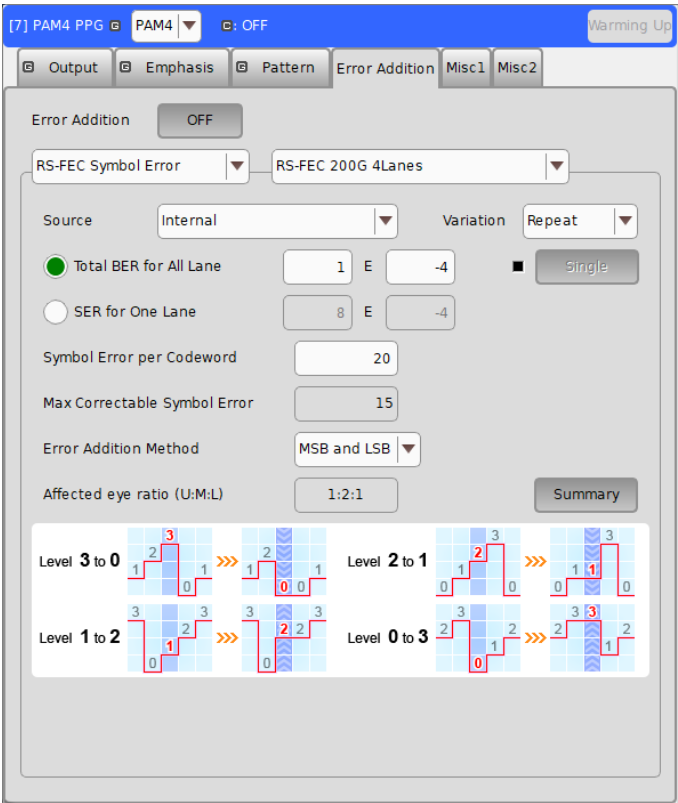 [7] PAM4 PPG G PAM4 C: OFF Warming Up
G Output G Emphasis G Pattern Error Addition Misc1 Misc2
Error Addition OFF
RS-FEC Symbol Error RS-FEC 200G 4Lanes
Source Internal Variation Repeat
Total BER for All Lane 1 E -4 Single
SER for One Lane 8 E -4
Symbol Error per Codeword 20
Max Correctable Symbol Error 15
Error Addition Method MSB and LSB
Affected eye ratio (U:M:L) 1:2:1 Summary
Level 3 to 0 1 2 3 0 1 >>> 1 2 0 0 1 Level 2 to 1 0 1 2 3 0 >>> 0 1 1 3 0
Level 1 to 2 3 0 1 2 3 >>> 3 0 2 2 3 Level 0 to 3 2 3 0 1 2 >>> 2 3 3 1 2